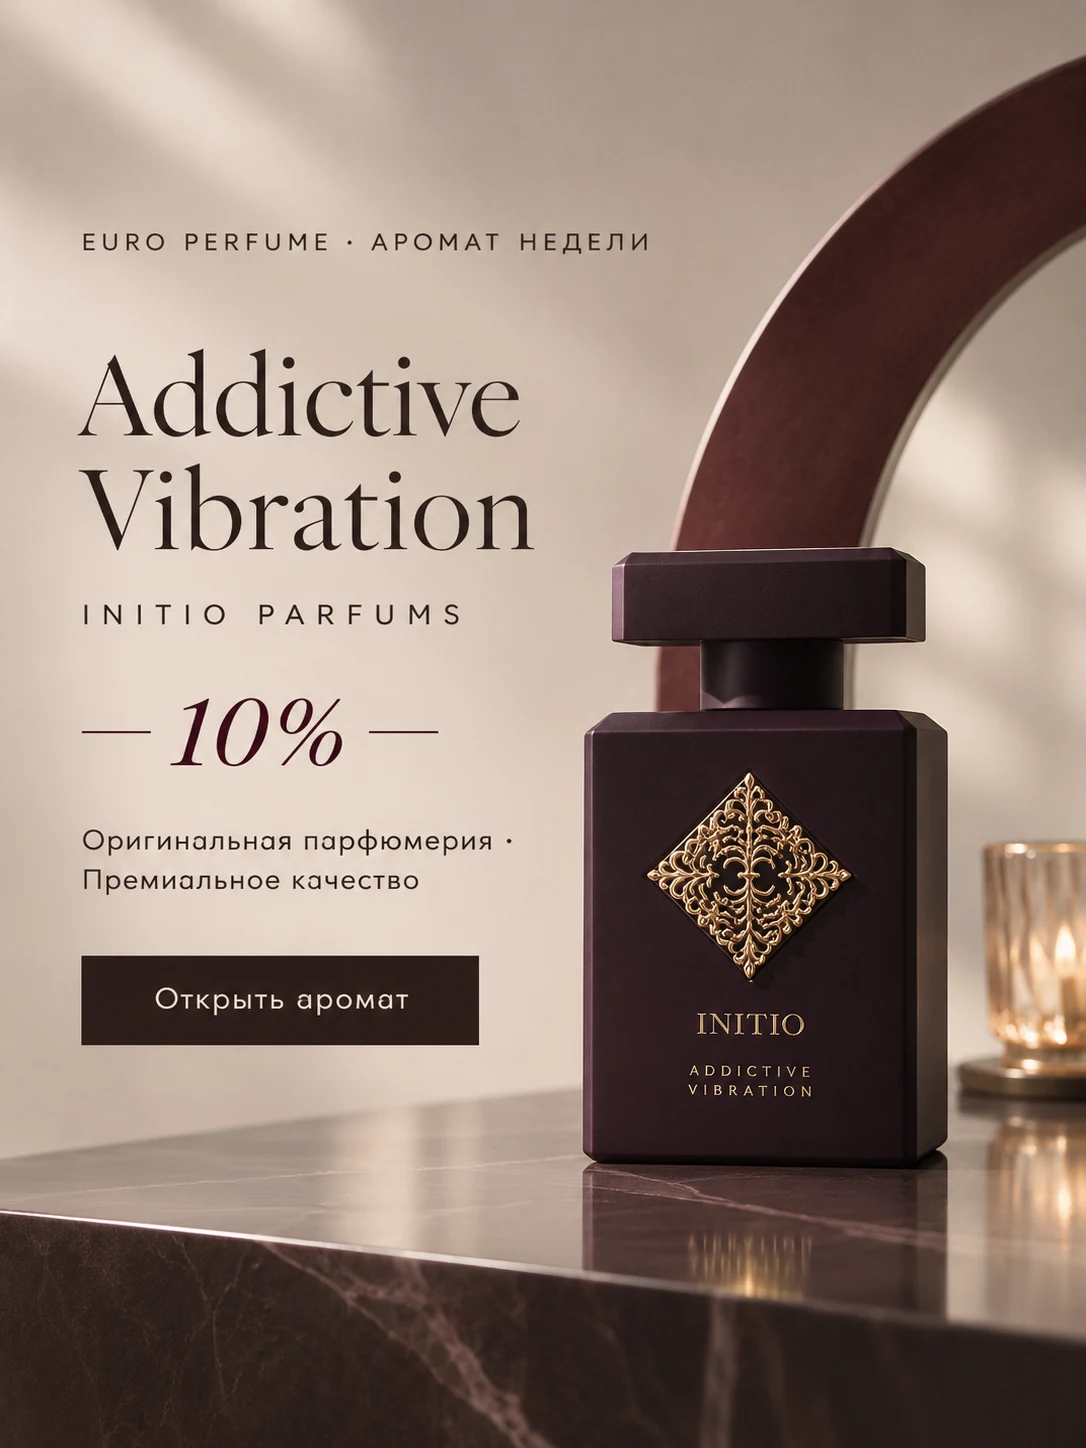 EURO PERFUME · АРОМАТ НЕДЕЛИ
Addictive
Vibration
INITIO PARFUMS
— 10% —
Оригинальная парфюмерия ·
Премиальное качество
Открыть аромат
INITIO
ADDICTIVE
VIBRATION